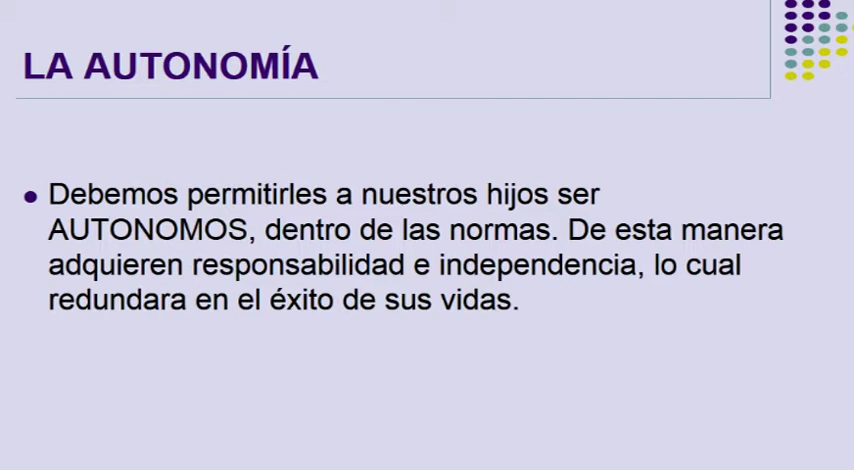 LA AUTONOMÍA
Debemos permitirles a nuestros hijos ser
AUTONOMOS, dentro de las normas. De esta manera
adquieren responsabilidad e independencia, lo cual
redundara en el éxito de sus vidas.